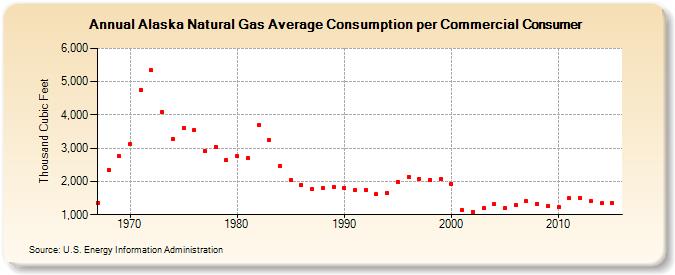 Annual Alaska Natural Gas Average Consumption per Commercial Consumer
Thousand Cubic Feet
6,000
5,000
4,000
3,000
2,000
1,000
1970 1980 1990 2000 2010
Source: U.S. Energy Information Administration